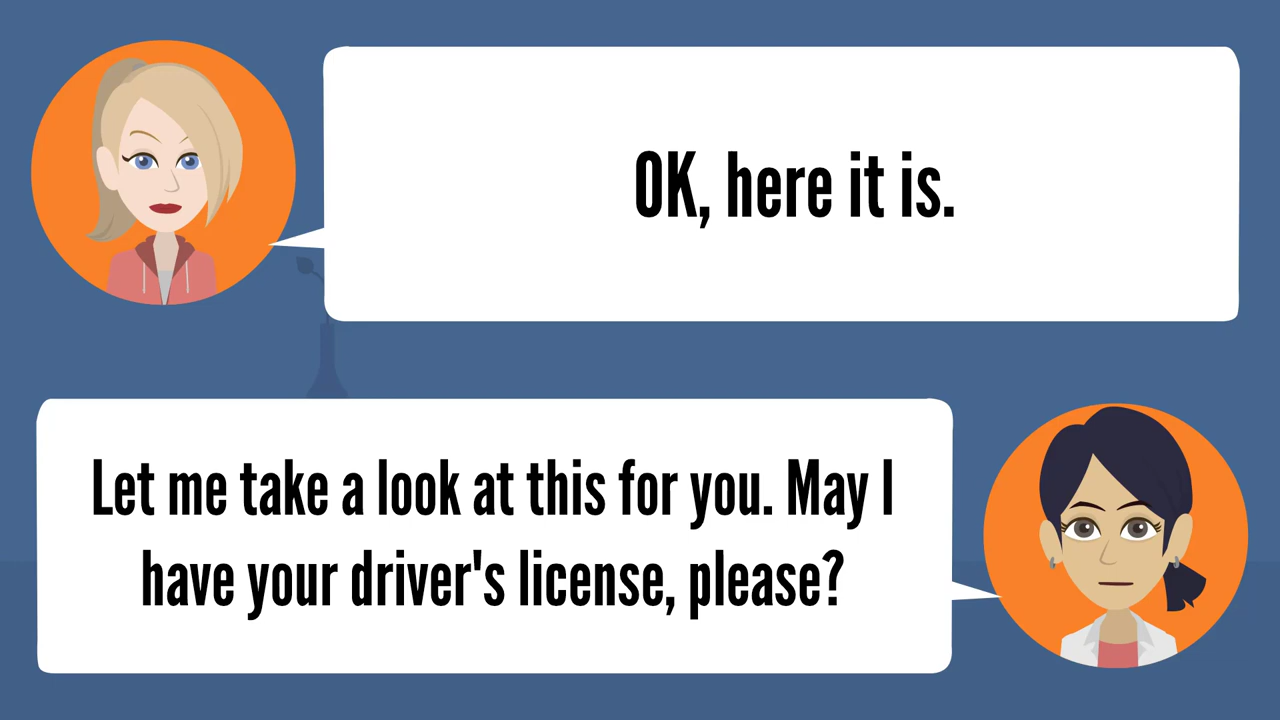 OK, here it is.
Let me take a look at this for you. May I
have your driver's license, please?